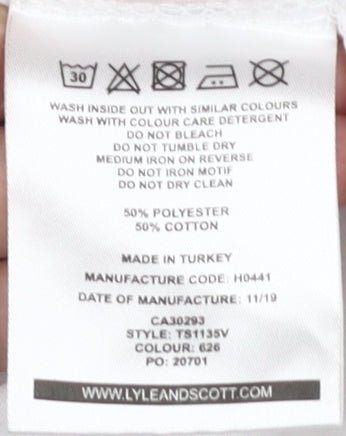 30
WASH INSIDE OUT WITH SIMILAR COLOURS
WASH WITH COLOUR CARE DETERGENT
DO NOT BLEACH
DO NOT TUMBLE DRY
MEDIUM IRON ON REVERSE
DO NOT IRON MOTIF
DO NOT DRY CLEAN
50% POLYESTER
50% COTTON
MADE IN TURKEY
MANUFACTURE CODE: H0441
DATE OF MANUFACTURE: 11/19
CA30293
STYLE: TS1135V
COLOUR: 626
PO: 20701
WWW.LYLEANDSCOTT.COM